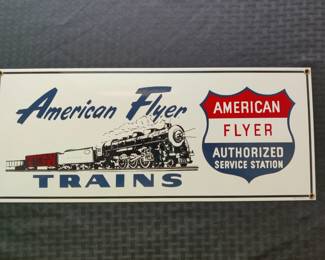 American Flyer
TRAINS
AMERICAN
FLYER
AUTHORIZED
SERVICE STATION